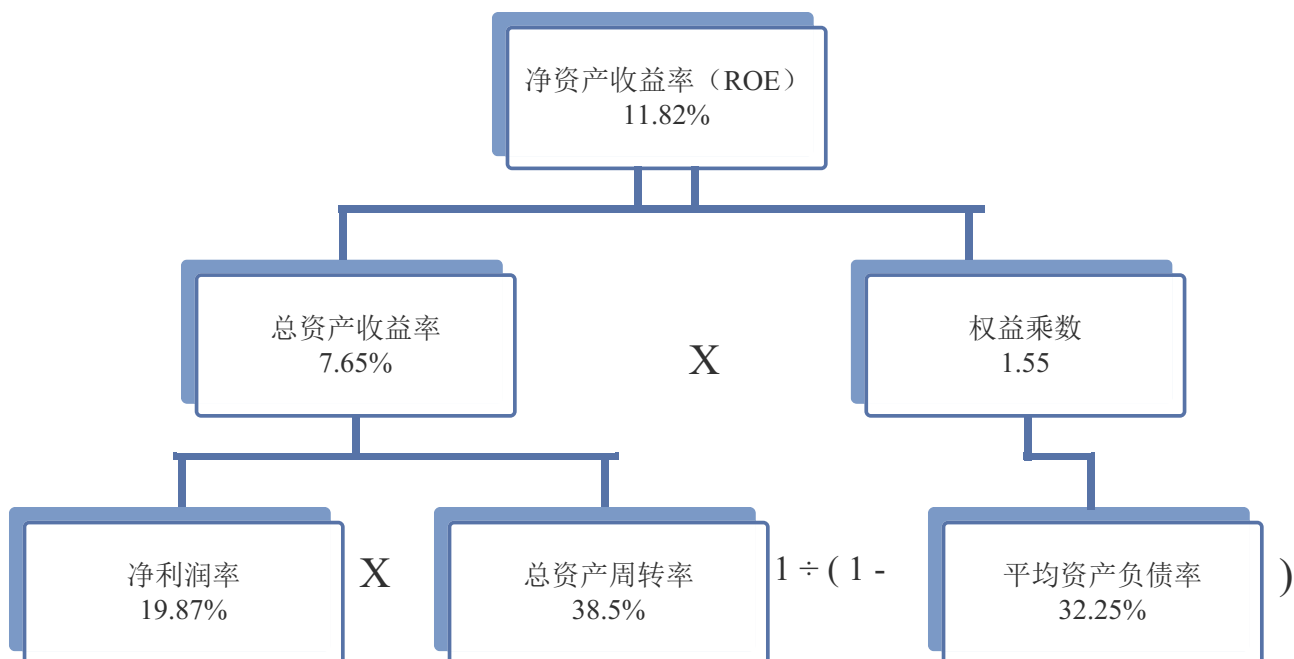 净资产收益率（ROE）
11.82%
总资产收益率
7.65%
X
权益乘数
1.55
净利润率
19.87%
X
总资产周转率
38.5%
1 ÷ ( 1 -
平均资产负债率
32.25%
)